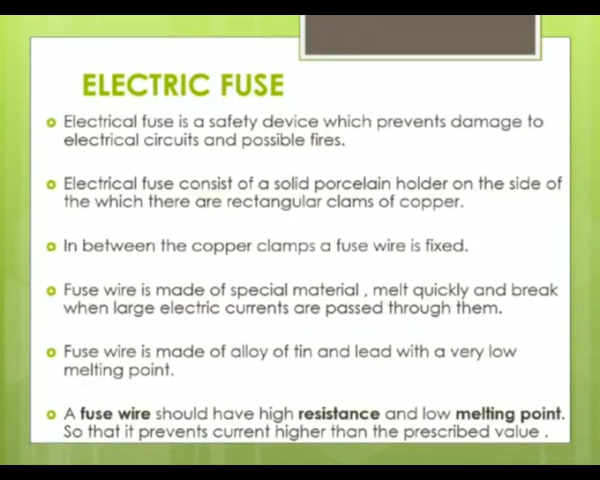 ELECTRIC FUSE
Electrical fuse is a safety device which prevents damage to
electrical circuits and possible fires.
Electrical fuse consist of a solid porcelain holder on the side of
the which there are rectangular clams of copper.
In between the copper clamps a fuse wire is fixed.
Fuse wire is made of special material , melt quickly and break
when large electric currents are passed through them.
Fuse wire is made of alloy of tin and lead with a very low
melting point.
A fuse wire should have high resistance and low melting point.
So that it prevents current higher than the prescribed value .